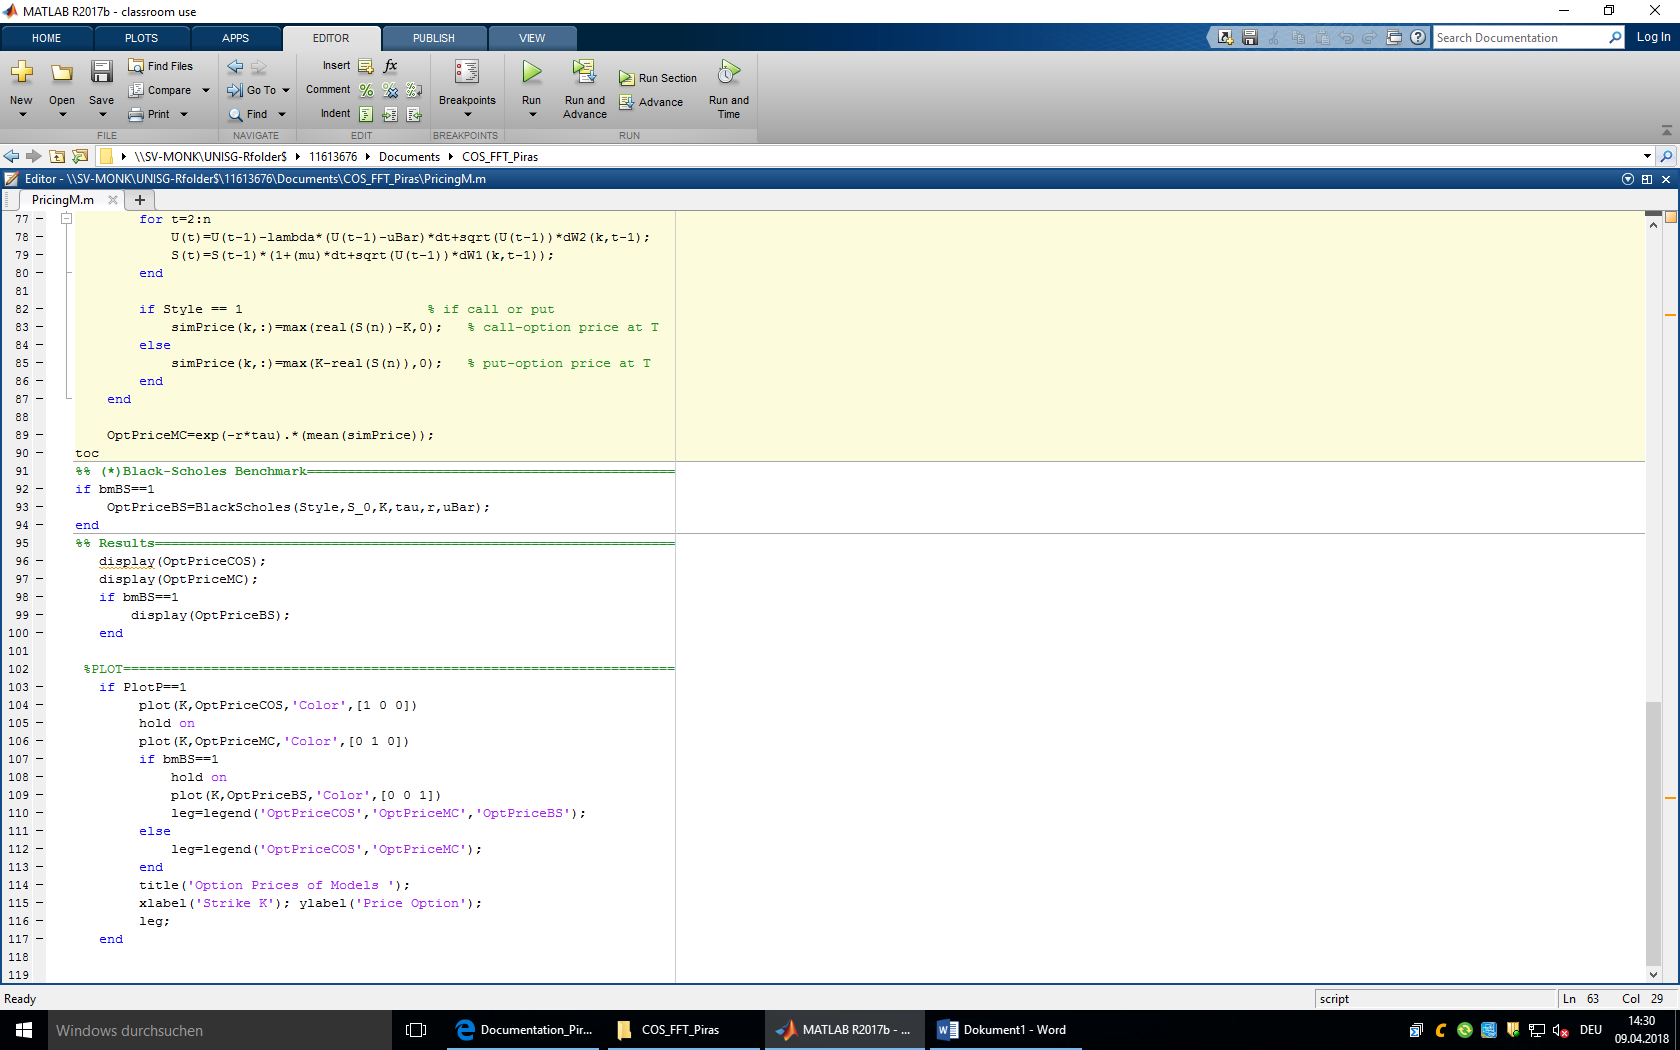 MATLAB R2017b - classroom use
HOME PLOTS APPS EDITOR PUBLISH VIEW
Search Documentation
Log In
New Open Save
Find Files
Compare
Print
FILE
Go To
Find
NAVIGATE
Insert fx
Comment
Indent
EDIT
Breakpoints
BREAKPOINTS
Run
Run and Advance
Run Section
Advance
Run and Time
RUN
\\SV-MONK\UNISG-Rfolder$ 11613676 Documents COS_FFT_Piras
Editor - \\SV-MONK\UNISG-Rfolder$\11613676\Documents\COS_FFT_Piras\PricingM.m
PricingM.m
77 for t=2:n
78 U(t)=U(t-1)-lambda*(U(t-1)-uBar)*dt+sqrt(U(t-1))*dW2(k,t-1);
79 S(t)=S(t-1)*(1+(mu)*dt+sqrt(U(t-1))*dW1(k,t-1));
80 end
81
82 if Style == 1 % if call or put
83 simPrice(k,:)=max(real(S(n))-K,0); % call-option price at T
84 else
85 simPrice(k,:)=max(K-real(S(n)),0); % put-option price at T
86 end
87 end
88
89 OptPriceMC=exp(-r*tau).*(mean(simPrice));
90 toc
91 %% (*)Black-Scholes Benchmark==============================================
92 if bmBS==1
93 OptPriceBS=BlackScholes(Style,S_0,K,tau,r,uBar);
94 end
95 %% Results=================================================================
96 display(OptPriceCOS);
97 display(OptPriceMC);
98 if bmBS==1
99 display(OptPriceBS);
100 end
101
102 %PLOT=====================================================================
103 if PlotP==1
104 plot(K,OptPriceCOS,'Color',[1 0 0])
105 hold on
106 plot(K,OptPriceMC,'Color',[0 1 0])
107 if bmBS==1
108 hold on
109 plot(K,OptPriceBS,'Color',[0 0 1])
110 leg=legend('OptPriceCOS','OptPriceMC','OptPriceBS');
111 else
112 leg=legend('OptPriceCOS','OptPriceMC');
113 end
114 title('Option Prices of Models ');
115 xlabel('Strike K'); ylabel('Price Option');
116 leg;
117 end
118
119
Ready
script
Ln 63 Col 29
Windows durchsuchen
Documentation_Pir...
COS_FFT_Piras
MATLAB R2017b - ...
Dokument1 - Word
DEU
14:30
09.04.2018